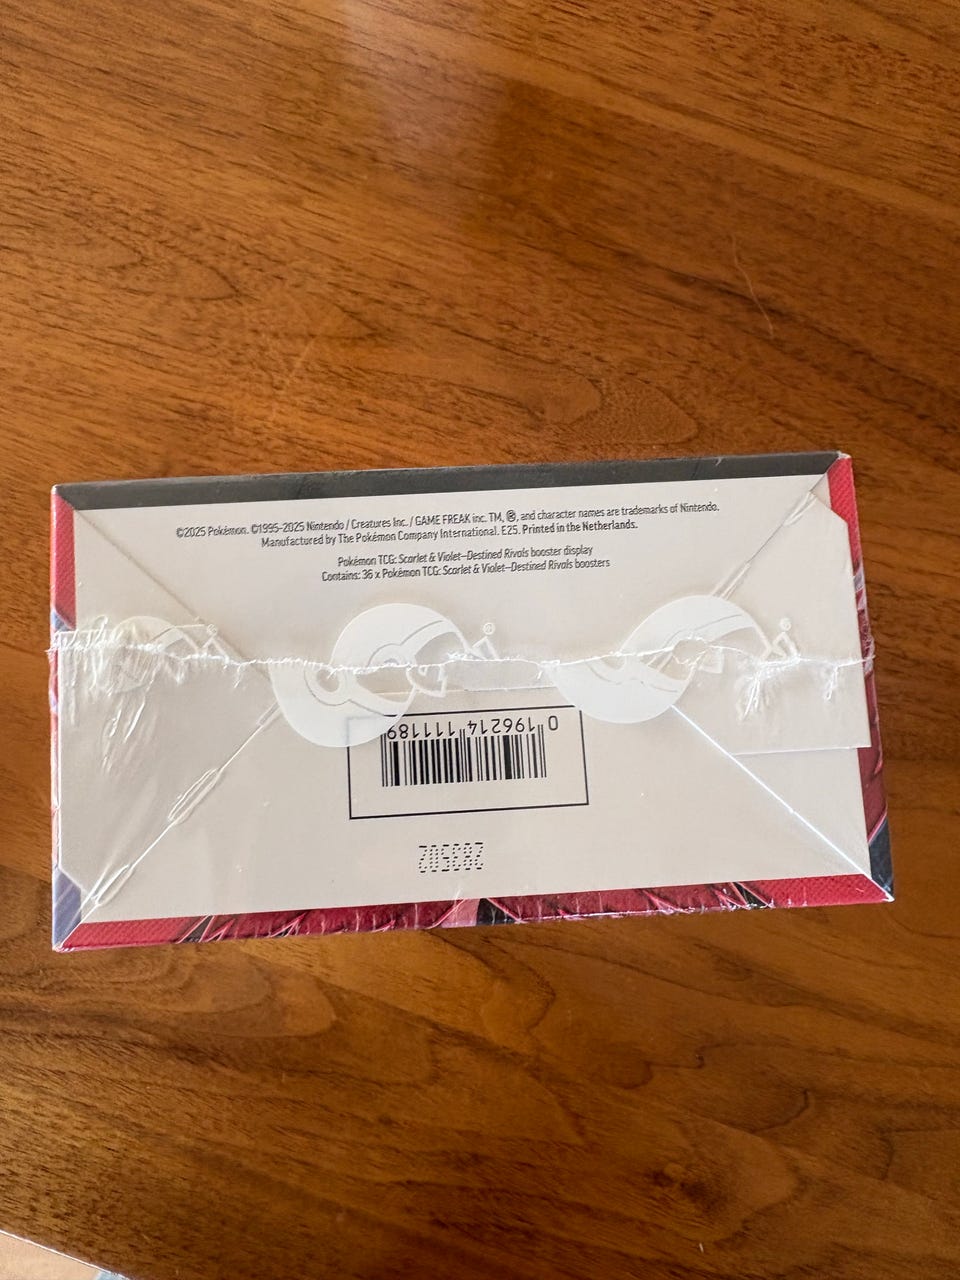 ©2025 Pokémon. ©1995–2025 Nintendo / Creatures Inc. / GAME FREAK inc. TM, ®, and character names are trademarks of Nintendo.
Manufactured by The Pokémon Company International. E25. Printed in the Netherlands.
Pokémon TCG: Scarlet & Violet—Destined Rivals booster display
Contains: 36 x Pokémon TCG: Scarlet & Violet—Destined Rivals boosters
®
®
®
0 196214 111189
283502